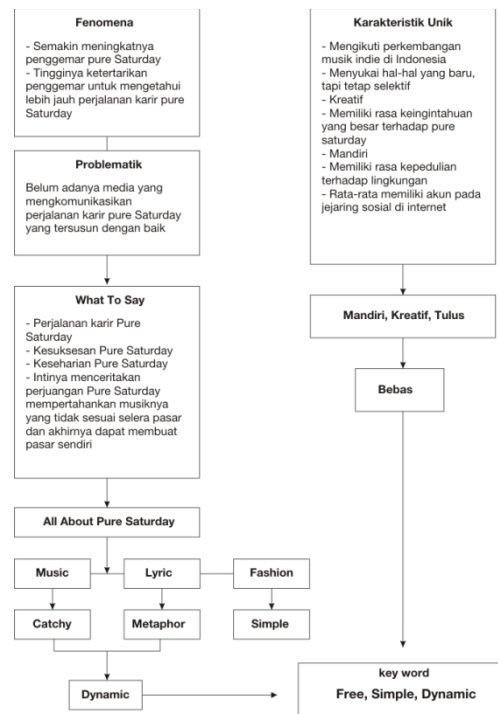 Fenomena
- Semakin meningkatnya
penggemar pure Saturday
- Tingginya ketertarikan
penggemar untuk mengetahui
lebih jauh perjalanan karir pure
Saturday
Problematik
Belum adanya media yang
mengkomunikasikan
perjalanan karir pure Saturday
yang tersusun dengan baik
What To Say
- Perjalanan karir Pure
Saturday
- Kesuksesan Pure Saturday
- Keseharian Pure Saturday
- Intinya menceritakan
perjuangan Pure Saturday
mempertahankan musiknya
yang tidak sesuai selera pasar
dan akhirnya dapat membuat
pasar sendiri
All About Pure Saturday
Music
Lyric
Fashion
Catchy
Metaphor
Simple
Dynamic
Karakteristik Unik
- Mengikuti perkembangan
musik indie di Indonesia
- Menyukai hal-hal yang baru,
tapi tetap selektif
- Kreatif
- Memiliki rasa keingintahuan
yang besar terhadap pure
saturday
- Mandiri
- Memiliki rasa kepedulian
terhadap lingkungan
- Rata-rata memiliki akun pada
jejaring sosial di internet
Mandiri, Kreatif, Tulus
Bebas
key word
Free, Simple, Dynamic